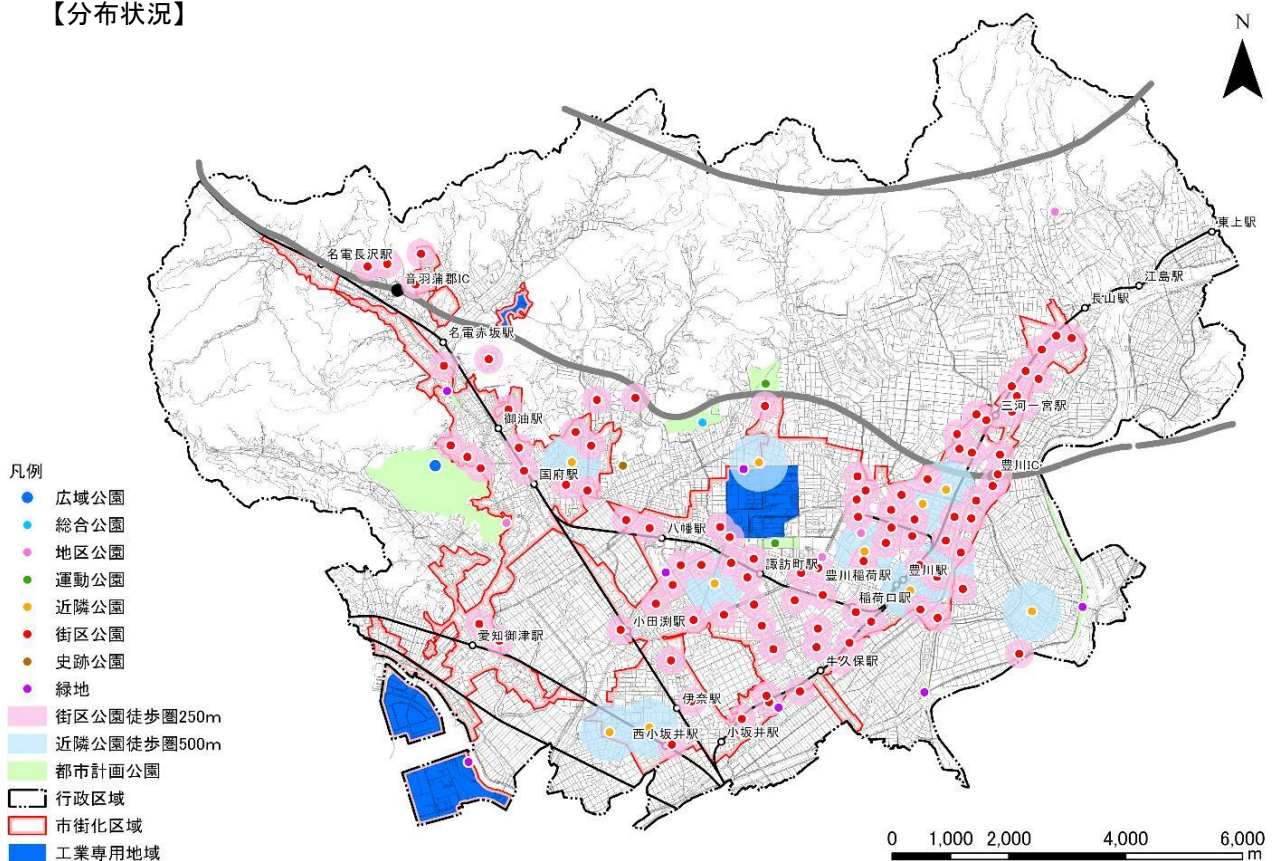 【分布状況】
N
東上駅
江島駅
長山駅
名電長沢駅
音羽蒲郡IC
名電赤坂駅
三河一宮駅
御油駅
豊川IC
国府駅
八幡駅
諏訪町駅
豊川稲荷駅
豊川駅
稲荷口駅
小田渕駅
愛知御津駅
牛久保駅
伊奈駅
西小坂井駅
小坂井駅
凡例
広域公園
総合公園
地区公園
運動公園
近隣公園
街区公園
史跡公園
緑地
街区公園徒歩圏250m
近隣公園徒歩圏500m
都市計画公園
行政区域
市街化区域
工業専用地域
0 1,000 2,000 4,000 6,000
m